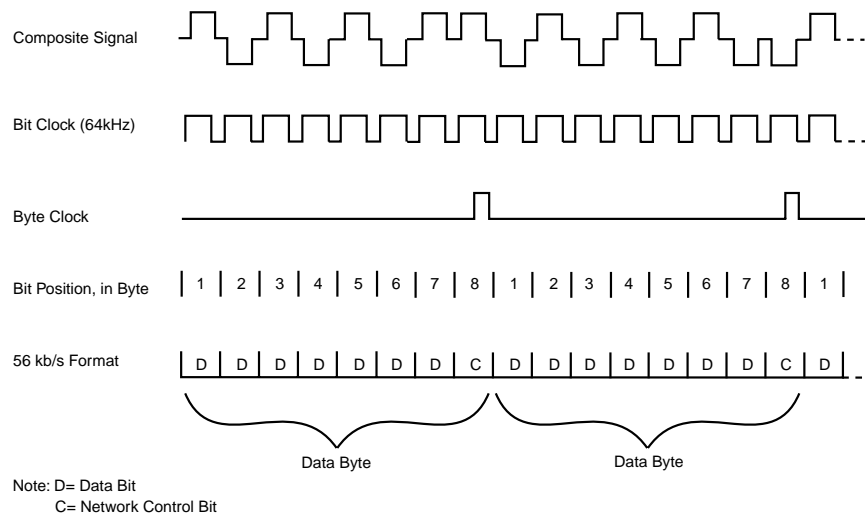 Composite Signal
Bit Clock (64kHz)
Byte Clock
Bit Position, in Byte 1 2 3 4 5 6 7 8 1 2 3 4 5 6 7 8 1
56 kb/s Format D D D D D D D C D D D D D D D C D
Data Byte Data Byte
Note: D= Data Bit
C= Network Control Bit